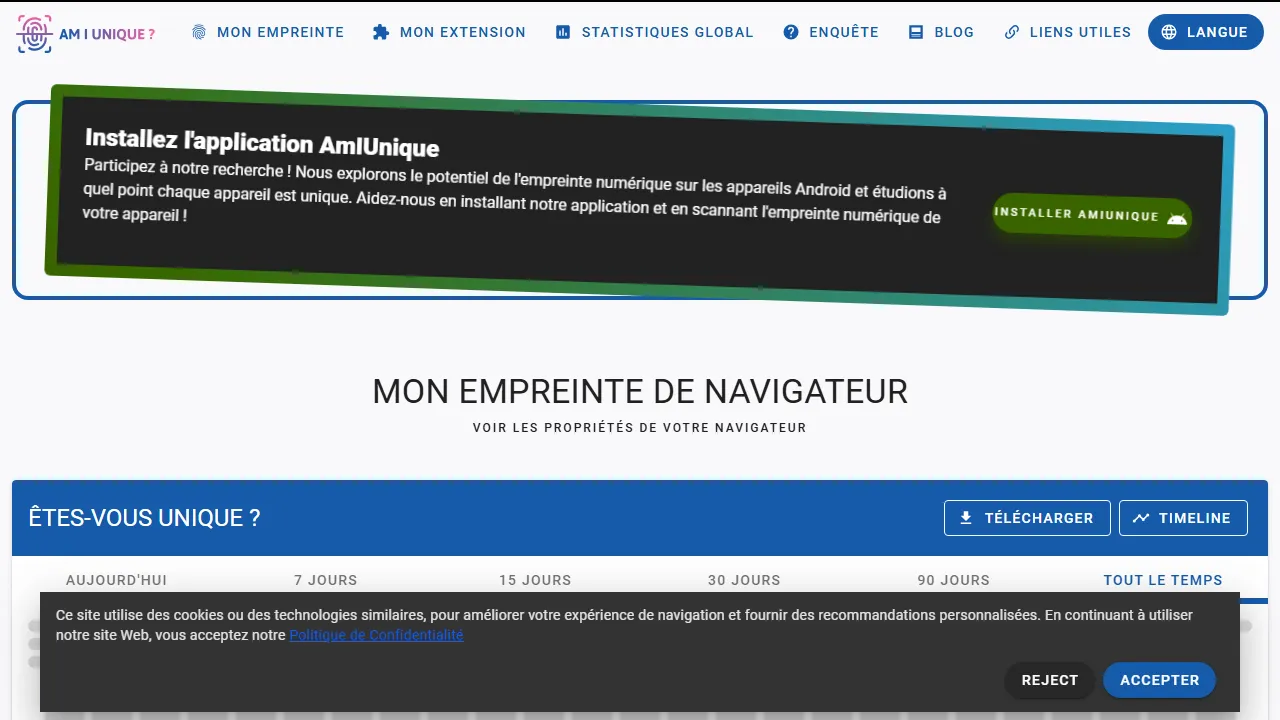 AM I UNIQUE ?
MON EMPREINTE
MON EXTENSION
STATISTIQUES GLOBAL
ENQUÊTE
BLOG
LIENS UTILES
LANGUE
Installez l'application AmIUnique
Participez à notre recherche ! Nous explorons le potentiel de l'empreinte numérique sur les appareils Android et étudions à
quel point chaque appareil est unique. Aidez-nous en installant notre application et en scannant l'empreinte numérique de
votre appareil !
INSTALLER AMIUNIQUE
MON EMPREINTE DE NAVIGATEUR
VOIR LES PROPRIÉTÉS DE VOTRE NAVIGATEUR
ÊTES-VOUS UNIQUE ?
TÉLÉCHARGER
TIMELINE
AUJOURD'HUI
7 JOURS
15 JOURS
30 JOURS
90 JOURS
TOUT LE TEMPS
Ce site utilise des cookies ou des technologies similaires, pour améliorer votre expérience de navigation et fournir des recommandations personnalisées. En continuant à utiliser
notre site Web, vous acceptez notre Politique de Confidentialité
REJECT
ACCEPTER